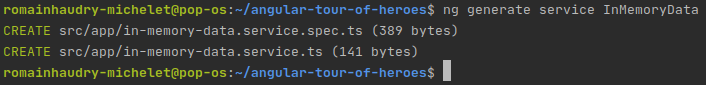 romainhaudry-michelet@pop-os:~/angular-tour-of-heroes$ ng generate service InMemoryData
CREATE src/app/in-memory-data.service.spec.ts (389 bytes)
CREATE src/app/in-memory-data.service.ts (141 bytes)
romainhaudry-michelet@pop-os:~/angular-tour-of-heroes$